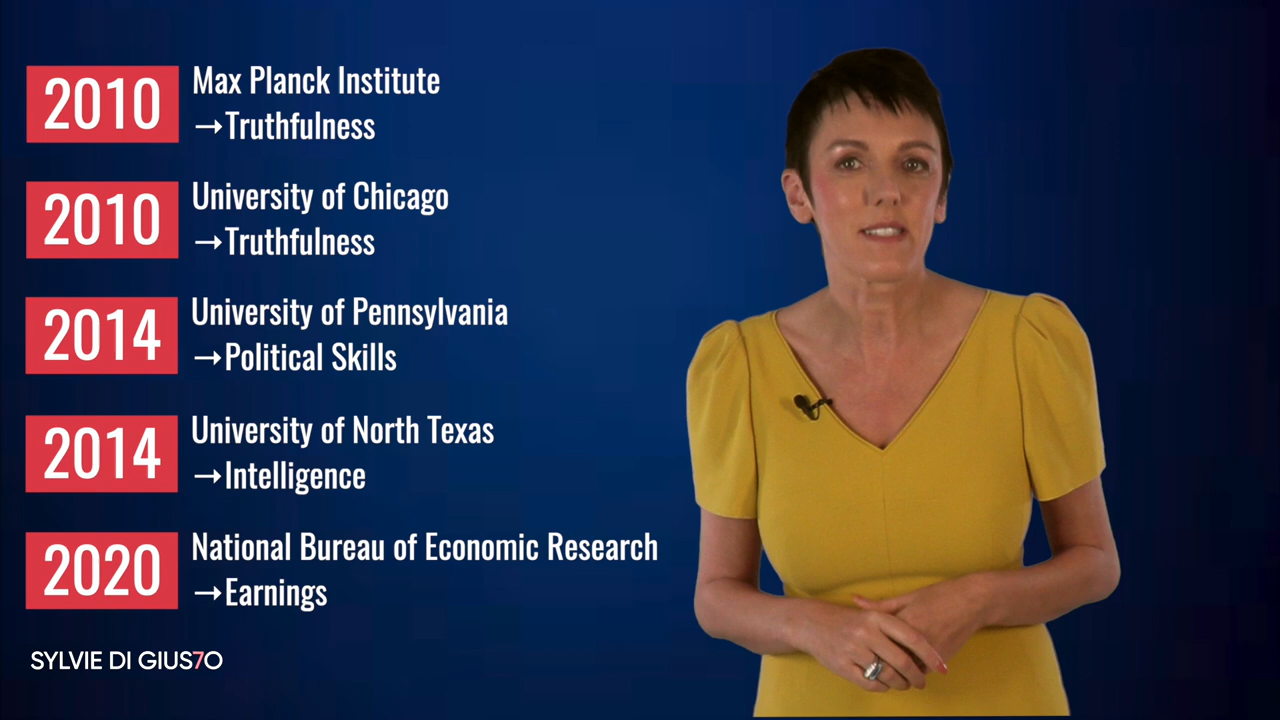 2010
Max Planck Institute
→Truthfulness
2010
University of Chicago
→Truthfulness
2014
University of Pennsylvania
→Political Skills
2014
University of North Texas
→Intelligence
2020
National Bureau of Economic Research
→Earnings
SYLVIE DI GIUS7O